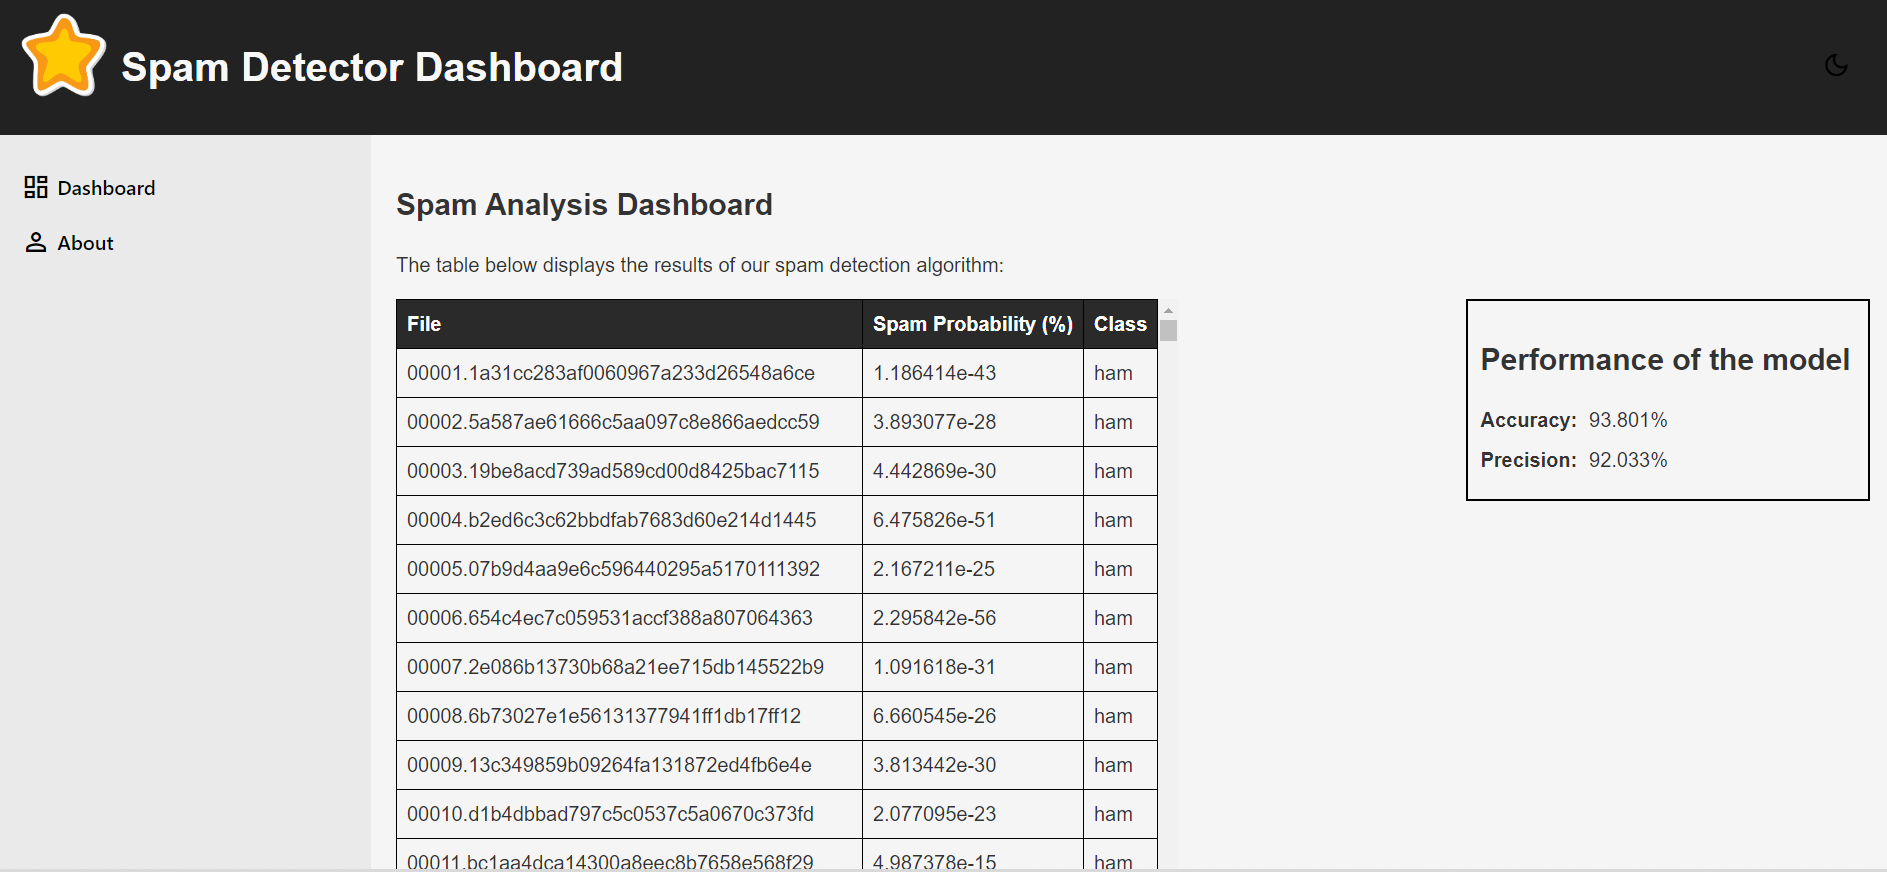 Spam Detector Dashboard
Dashboard
About
Spam Analysis Dashboard
The table below displays the results of our spam detection algorithm:
File Spam Probability (%) Class
00001.1a31cc283af0060967a233d26548a6ce 1.186414e-43 ham
00002.5a587ae61666c5aa097c8e866aedcc59 3.893077e-28 ham
00003.19be8acd739ad589cd00d8425bac7115 4.442869e-30 ham
00004.b2ed6c3c62bbdfab7683d60e214d1445 6.475826e-51 ham
00005.07b9d4aa9e6c596440295a5170111392 2.167211e-25 ham
00006.654c4ec7c059531accf388a807064363 2.295842e-56 ham
00007.2e086b13730b68a21ee715db145522b9 1.091618e-31 ham
00008.6b73027e1e56131377941ff1db17ff12 6.660545e-26 ham
00009.13c349859b09264fa131872ed4fb6e4e 3.813442e-30 ham
00010.d1b4dbbad797c5c0537c5a0670c373fd 2.077095e-23 ham
00011.bc1aa4dca14300a8eec8b7658e568f29 4.987378e-15 ham
Performance of the model
Accuracy: 93.801%
Precision: 92.033%